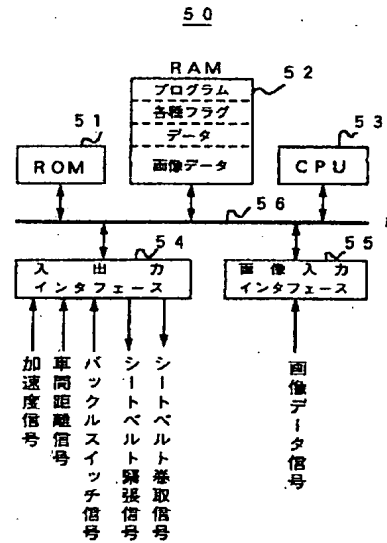 50
RAM
52
プログラム
各種フラグ
データ
画像データ
51
ROM
53
CPU
56
54
入出力
インタフェース
55
画像入力
インタフェース
加速度信号
車間距離信号
バックルスイッチ信号
シートベルト緊張信号
シートベルト巻取信号
画像データ信号